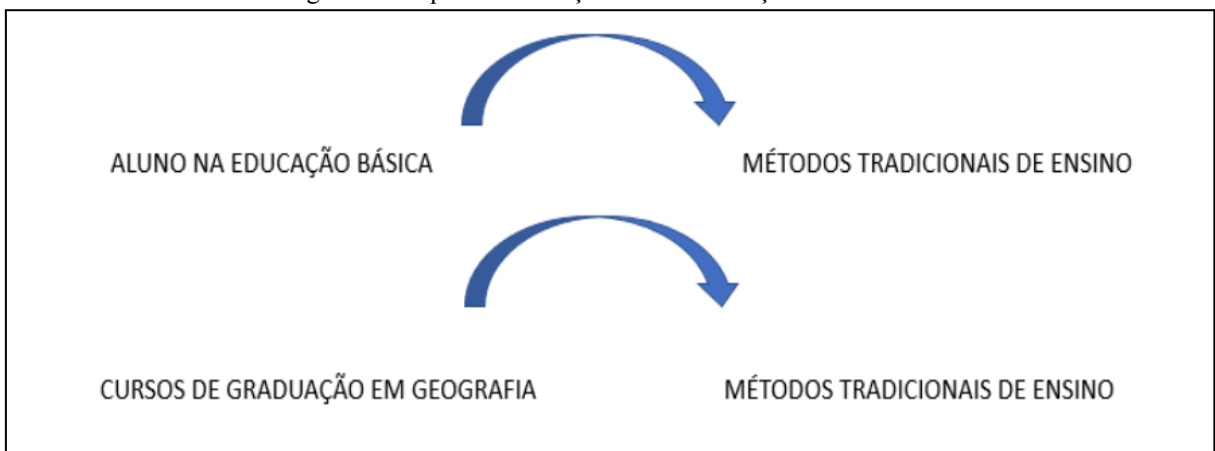 ALUNO NA EDUCAÇÃO BÁSICA MÉTODOS TRADICIONAIS DE ENSINO
CURSOS DE GRADUAÇÃO EM GEOGRAFIA MÉTODOS TRADICIONAIS DE ENSINO